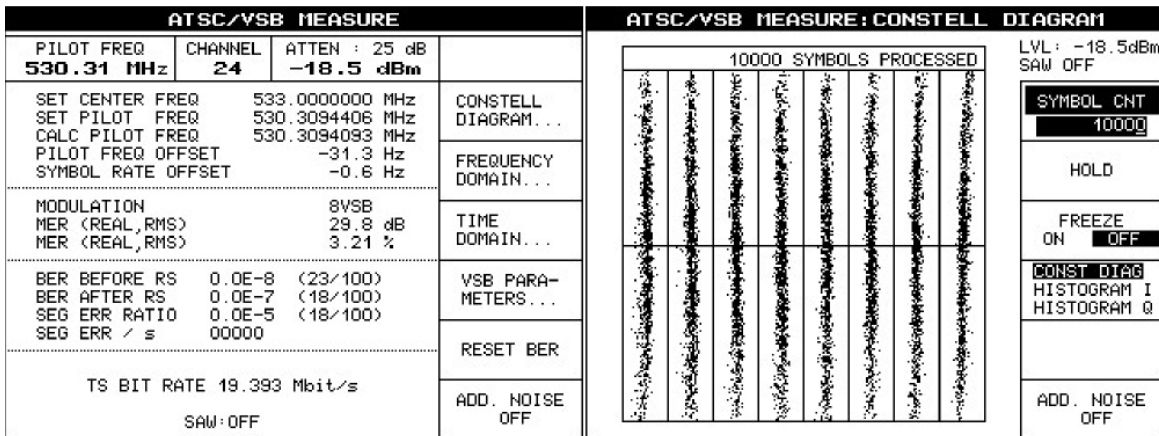 ATSC/VSB MEASURE
PILOT FREQ
530.31 MHz
CHANNEL
24
ATTEN : 25 dB
-18.5 dBm
SET CENTER FREQ 533.0000000 MHz
SET PILOT FREQ 530.3094406 MHz
CALC PILOT FREQ 530.3094093 MHz
PILOT FREQ OFFSET -31.3 Hz
SYMBOL RATE OFFSET -0.6 Hz
MODULATION 8VSB
MER (REAL,RMS) 29.8 dB
MER (REAL,RMS) 3.21 %
BER BEFORE RS 0.0E-8 (23/100)
BER AFTER RS 0.0E-7 (18/100)
SEG ERR RATIO 0.0E-5 (18/100)
SEG ERR / s 00000
TS BIT RATE 19.393 Mbit/s
SAW:OFF
CONSTELL
DIAGRAM...
FREQUENCY
DOMAIN...
TIME
DOMAIN...
VSB PARA-
METERS...
RESET BER
ADD. NOISE
OFF
ATSC/VSB MEASURE:CONSTELL DIAGRAM
10000 SYMBOLS PROCESSED
LVL: -18.5dBm
SAW OFF
SYMBOL CNT
10000
HOLD
FREEZE
ON OFF
CONST DIAG
HISTOGRAM I
HISTOGRAM Q
ADD. NOISE
OFF